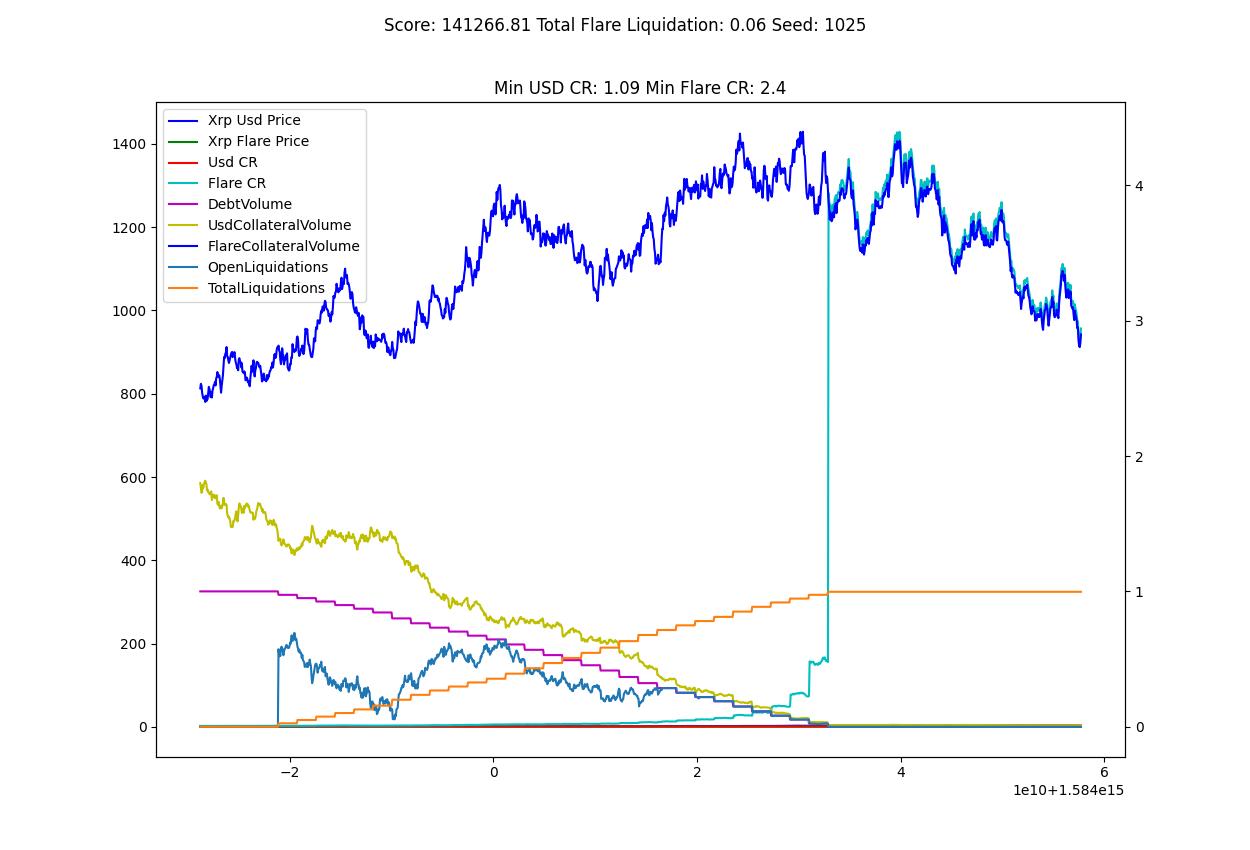 Score: 141266.81 Total Flare Liquidation: 0.06 Seed: 1025
Min USD CR: 1.09 Min Flare CR: 2.4
Xrp Usd Price
Xrp Flare Price
Usd CR
Flare CR
DebtVolume
UsdCollateralVolume
FlareCollateralVolume
OpenLiquidations
TotalLiquidations
1400
1200
1000
800
600
400
200
0
4
3
2
1
0
−2
0
2
4
6
1e10+1.584e15